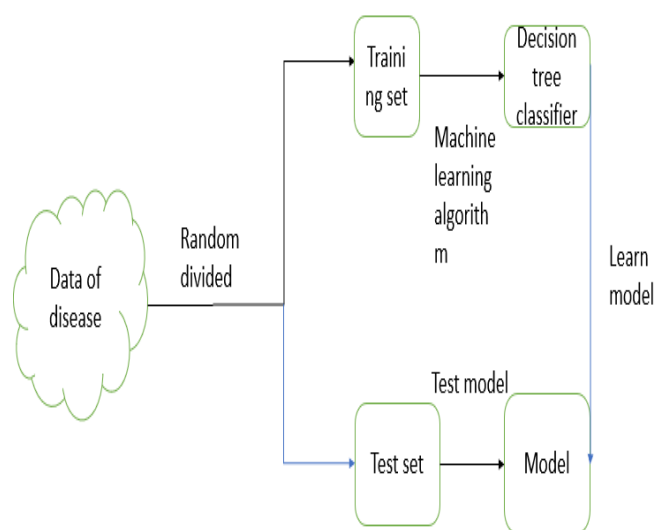 Data of
disease
Random
divided
Traini
ng set
Machine
learning
algorith
m
Decision
tree
classifier
Learn
model
Test set
Test model
Model